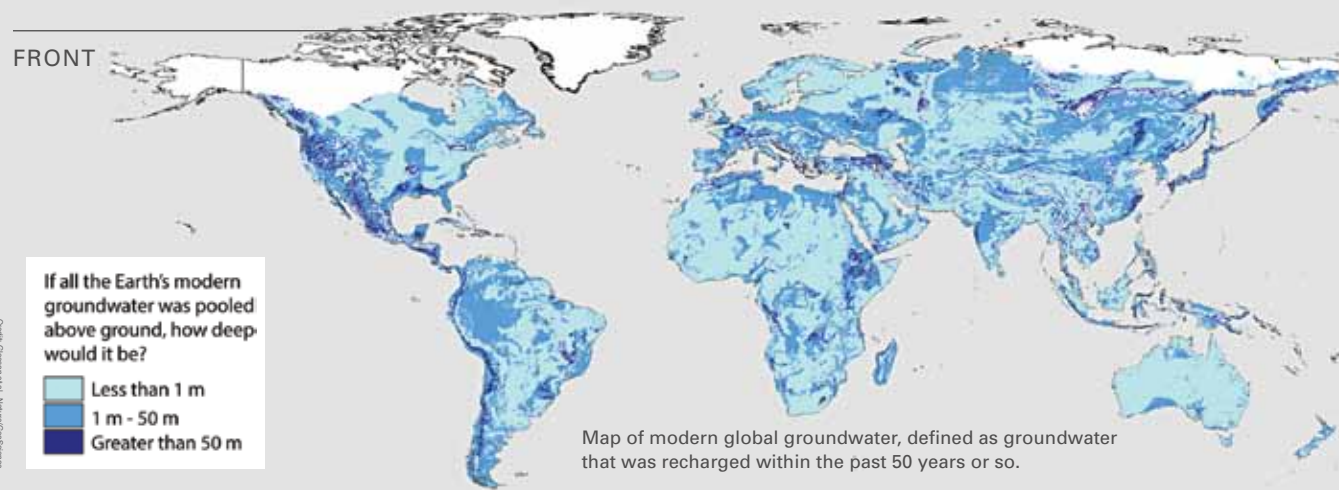 FRONT
If all the Earth's modern
groundwater was pooled
above ground, how deep
would it be?
Less than 1 m
1 m - 50 m
Greater than 50 m
Map of modern global groundwater, defined as groundwater
that was recharged within the past 50 years or so.